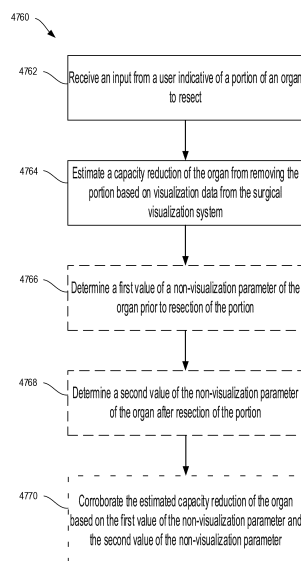 4760
4762
Receive an input from a user indicative of a portion of an organ
to resect
4764
Estimate a capacity reduction of the organ from removing the
portion based on visualization data from the surgical
visualization system
4766
Determine a first value of a non-visualization parameter of the
organ prior to resection of the portion
4768
Determine a second value of the non-visualization parameter
of the organ after resection of the portion
4770
Corroborate the estimated capacity reduction of the organ
based on the first value of the non-visualization parameter and
the second value of the non-visualization parameter